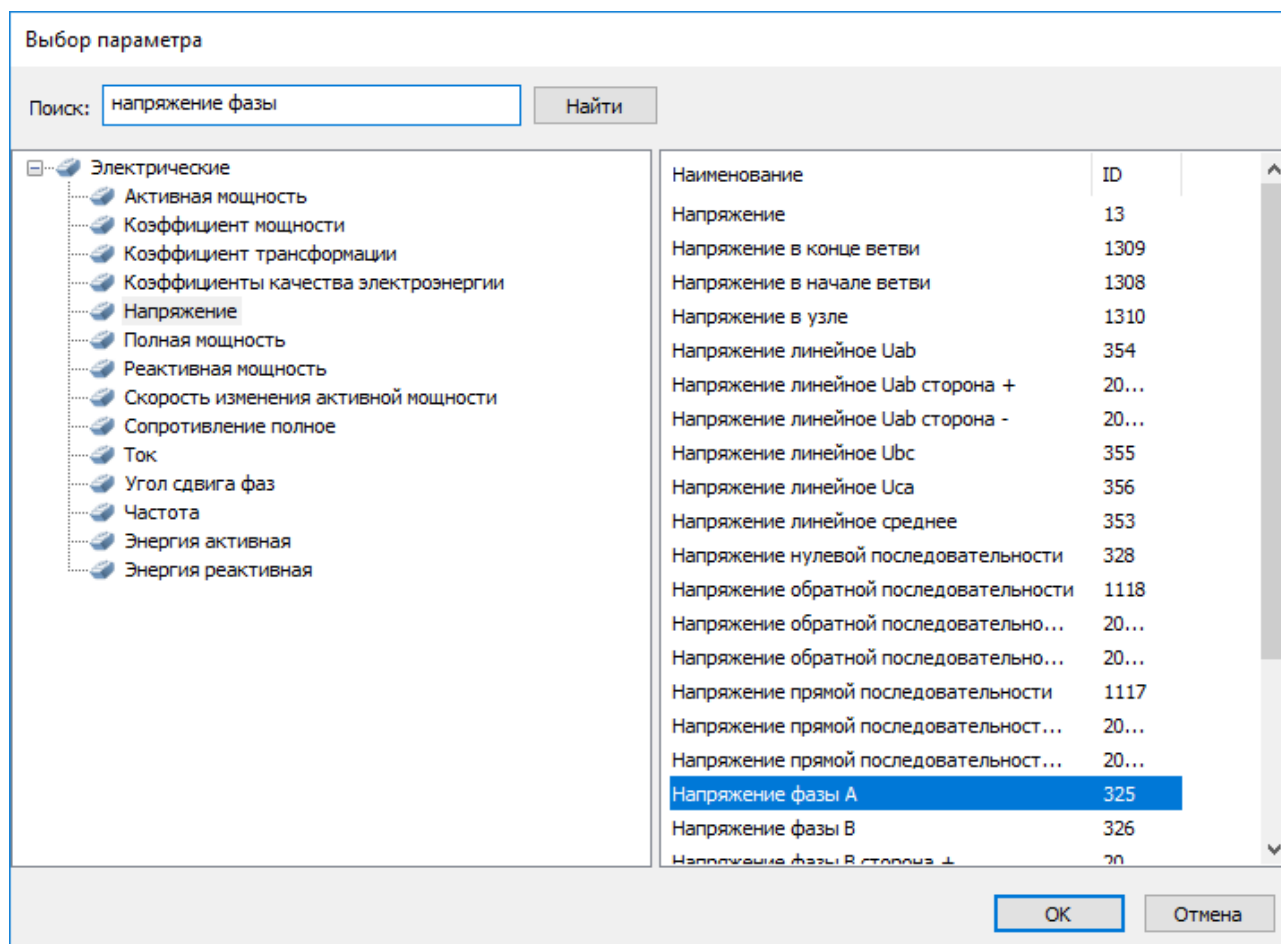 Выбор параметра
Поиск: напряжение фазы Найти
Электрические
Активная мощность
Коэффициент мощности
Коэффициент трансформации
Коэффициенты качества электроэнергии
Напряжение
Полная мощность
Реактивная мощность
Скорость изменения активной мощности
Сопротивление полное
Ток
Угол сдвига фаз
Частота
Энергия активная
Энергия реактивная
Наименование ID
Напряжение 13
Напряжение в конце ветви 1309
Напряжение в начале ветви 1308
Напряжение в узле 1310
Напряжение линейное Uab 354
Напряжение линейное Uab сторона + 20...
Напряжение линейное Uab сторона - 20...
Напряжение линейное Ubc 355
Напряжение линейное Uca 356
Напряжение линейное среднее 353
Напряжение нулевой последовательности 328
Напряжение обратной последовательности 1118
Напряжение обратной последовательно... 20...
Напряжение обратной последовательно... 20...
Напряжение прямой последовательности 1117
Напряжение прямой последовательност... 20...
Напряжение прямой последовательност... 20...
Напряжение фазы A 325
Напряжение фазы B 326
Напряжение фазы B сторона + 20
OK Отмена